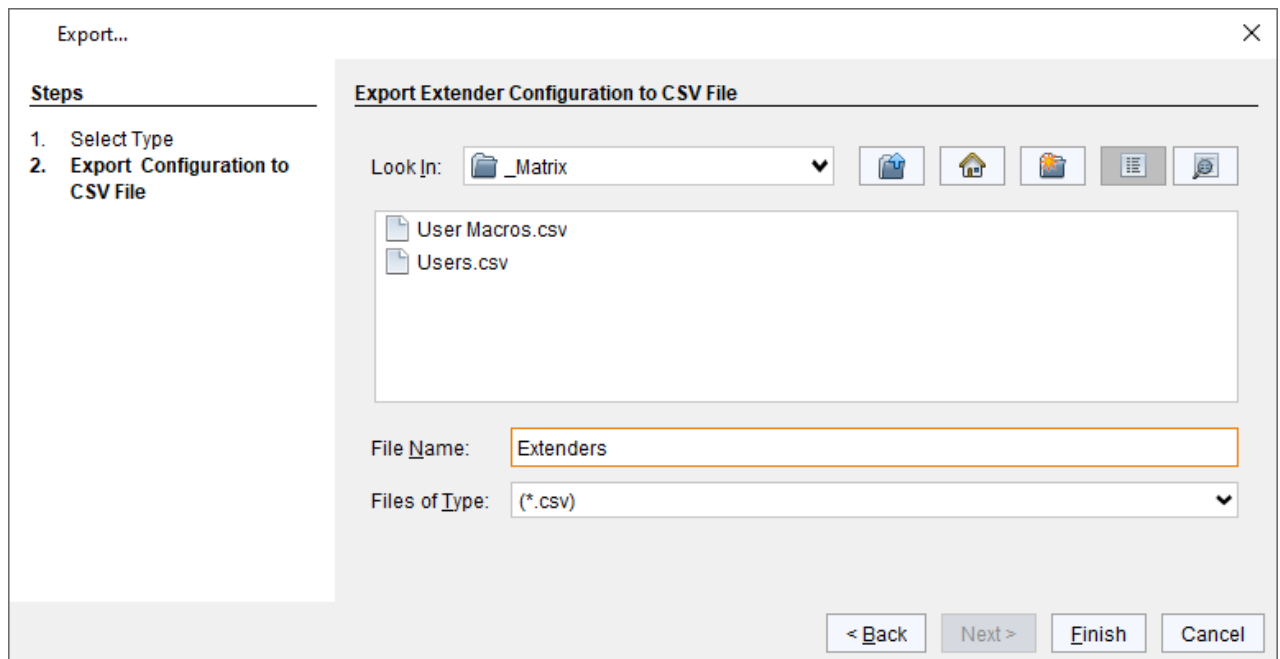 Export...
Steps
1. Select Type
2. Export Configuration to
CSV File
Export Extender Configuration to CSV File
Look In: _Matrix
User Macros.csv
Users.csv
File Name: Extenders
Files of Type: (*.csv)
< Back Next > Finish Cancel